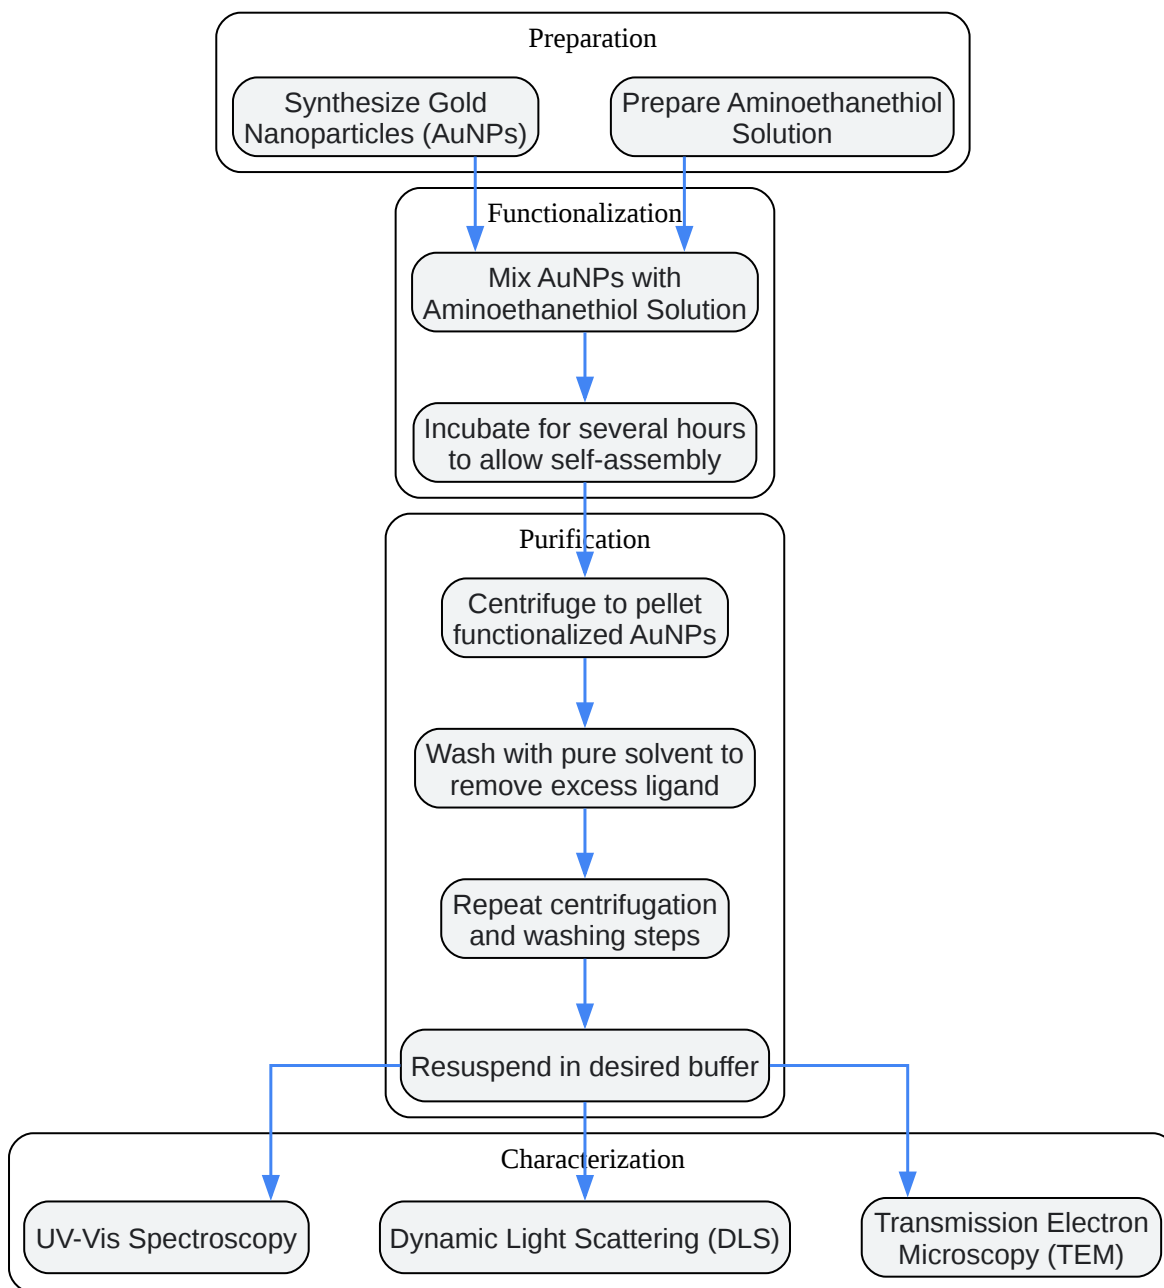 Preparation
Synthesize Gold
Nanoparticles (AuNPs)
Prepare Aminoethanethiol
Solution
Functionalization
Mix AuNPs with
Aminoethanethiol Solution
Incubate for several hours
to allow self-assembly
Purification
Centrifuge to pellet
functionalized AuNPs
Wash with pure solvent to
remove excess ligand
Repeat centrifugation
and washing steps
Resuspend in desired buffer
Characterization
UV-Vis Spectroscopy
Dynamic Light Scattering (DLS)
Transmission Electron
Microscopy (TEM)